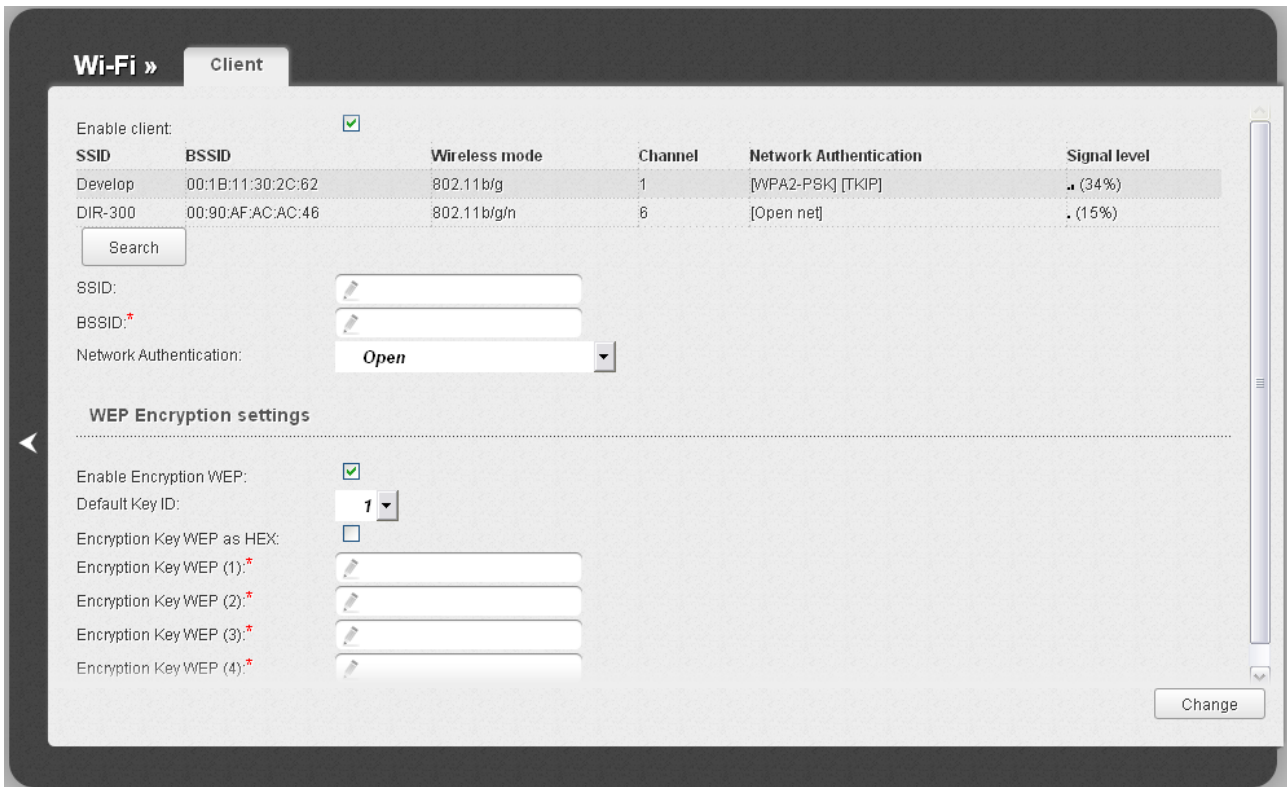 Wi-Fi » Client
Enable client:
SSID BSSID Wireless mode Channel Network Authentication Signal level
Develop 00:1B:11:30:2C:62 802.11b/g 1 [WPA2-PSK] [TKIP] (34%)
DIR-300 00:90:AF:AC:AC:46 802.11b/g/n 6 [Open net] (15%)
Search
SSID:
BSSID:*
Network Authentication: Open
WEP Encryption settings
Enable Encryption WEP:
Default Key ID: 1
Encryption Key WEP as HEX:
Encryption Key WEP (1):*
Encryption Key WEP (2):*
Encryption Key WEP (3):*
Encryption Key WEP (4):*
Change